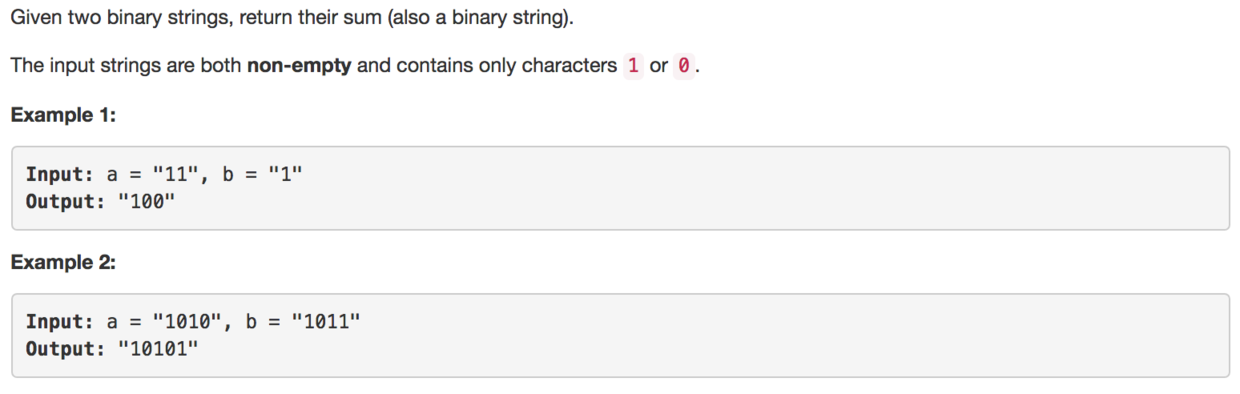 Given two binary strings, return their sum (also a binary string).
The input strings are both non-empty and contains only characters 1 or 0.
Example 1:
Input: a = "11", b = "1"
Output: "100"
Example 2:
Input: a = "1010", b = "1011"
Output: "10101"